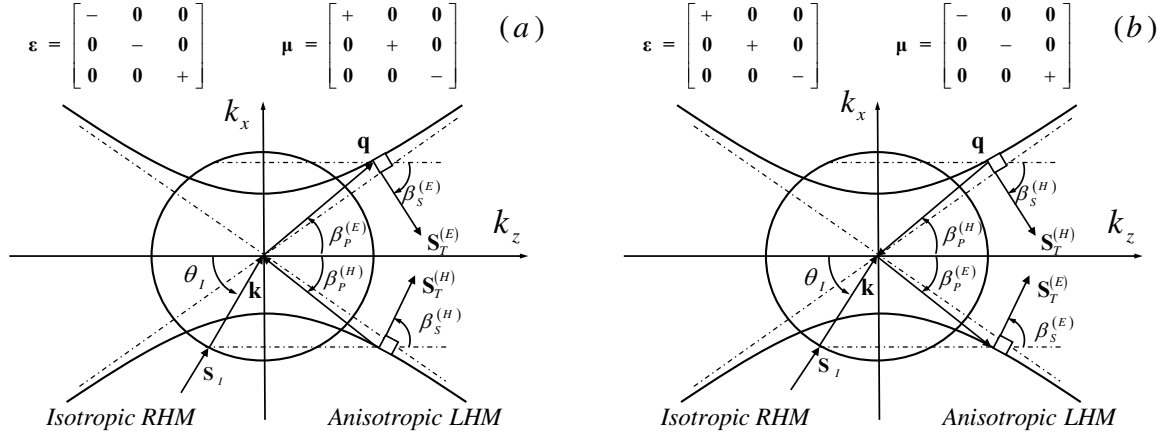 ε = [ − 0 0 ; 0 − 0 ; 0 0 + ]
μ = [ + 0 0 ; 0 + 0 ; 0 0 − ]
(a)
k_x
q
β_S^(E)
S_T^(E)
k_z
β_P^(E)
θ_I
k
β_P^(H)
S_T^(H)
β_S^(H)
S_I
Isotropic RHM
Anisotropic LHM
ε = [ + 0 0 ; 0 + 0 ; 0 0 − ]
μ = [ − 0 0 ; 0 − 0 ; 0 0 + ]
(b)
k_x
q
β_S^(H)
S_T^(H)
k_z
β_P^(H)
θ_I
k
β_P^(E)
S_T^(E)
β_S^(E)
S_I
Isotropic RHM
Anisotropic LHM